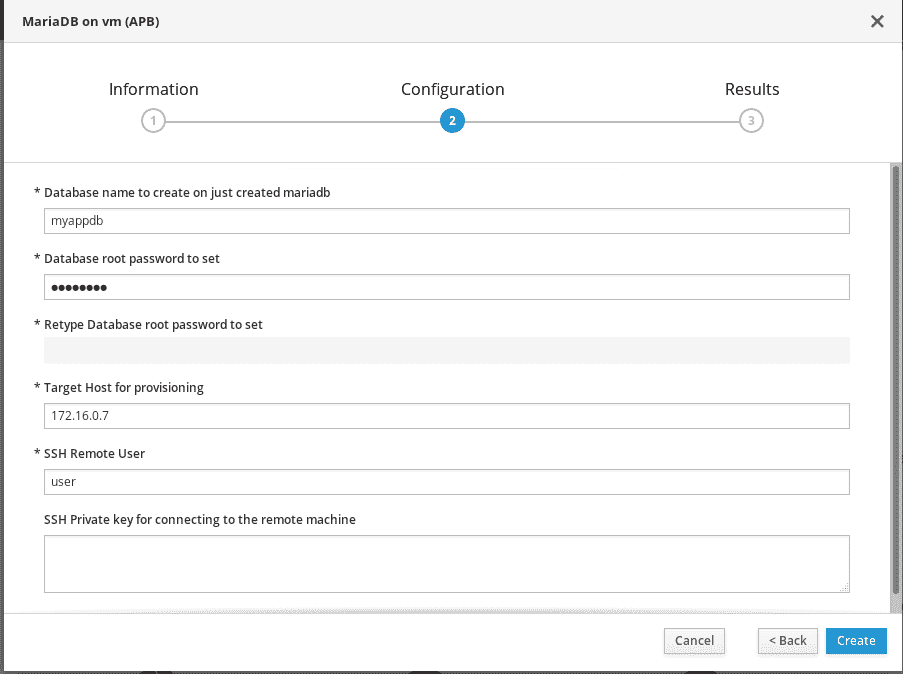 MariaDB on vm (APB)
Information
Configuration
Results
1
2
3
* Database name to create on just created mariadb
myappdb
* Database root password to set
●●●●●●●●
* Retype Database root password to set
* Target Host for provisioning
172.16.0.7
* SSH Remote User
user
SSH Private key for connecting to the remote machine
Cancel
< Back
Create